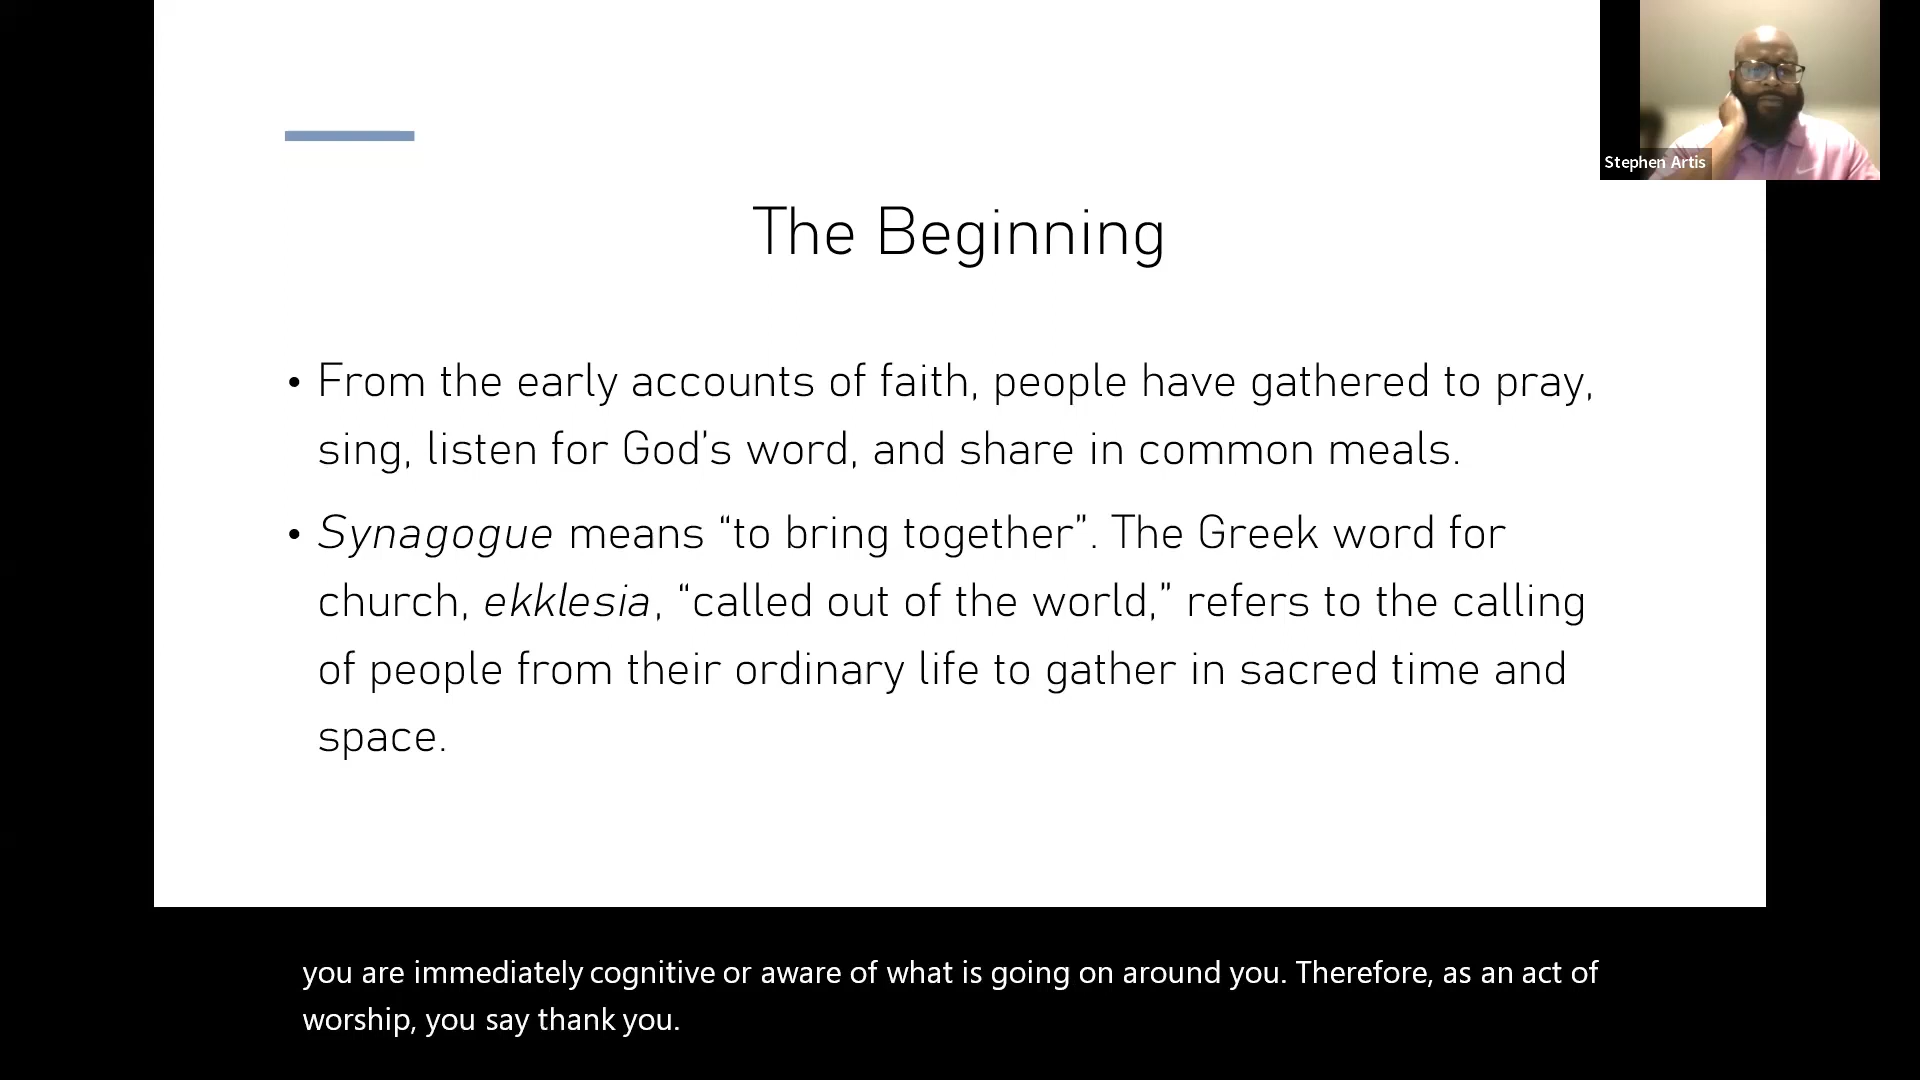 Stephen Artis
The Beginning
• From the early accounts of faith, people have gathered to pray,
sing, listen for God’s word, and share in common meals.
• Synagogue means “to bring together”. The Greek word for
church, ekklesia, “called out of the world,” refers to the calling
of people from their ordinary life to gather in sacred time and
space.
you are immediately cognitive or aware of what is going on around you. Therefore, as an act of
worship, you say thank you.